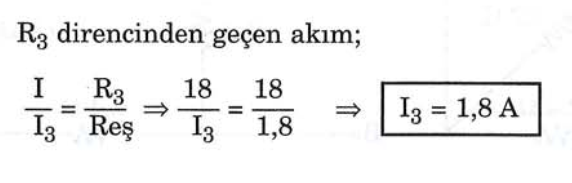 R₃ direncinden geçen akım;
I/I₃ = R₃/Reş ⇒ 18/I₃ = 18/1,8 ⇒ I₃ = 1,8 A